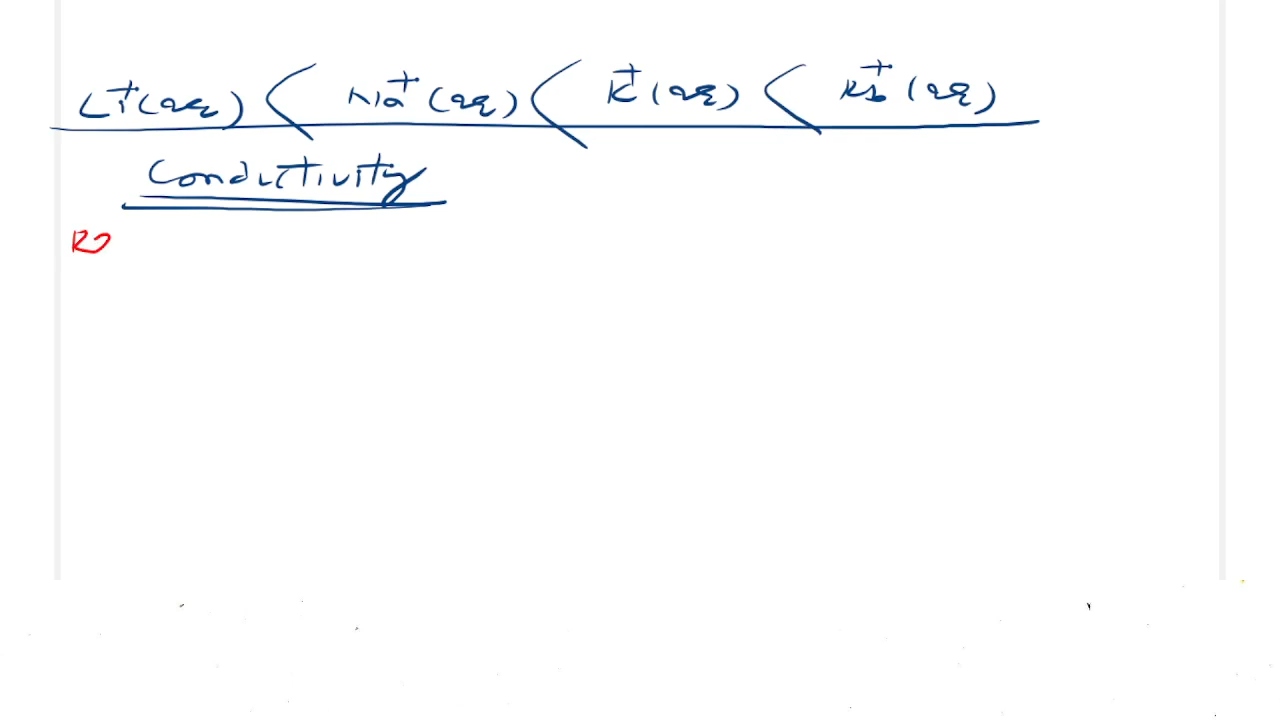 Li⁺(aq) < Na⁺(aq) < K⁺(aq) < Rb⁺(aq)
Conductivity